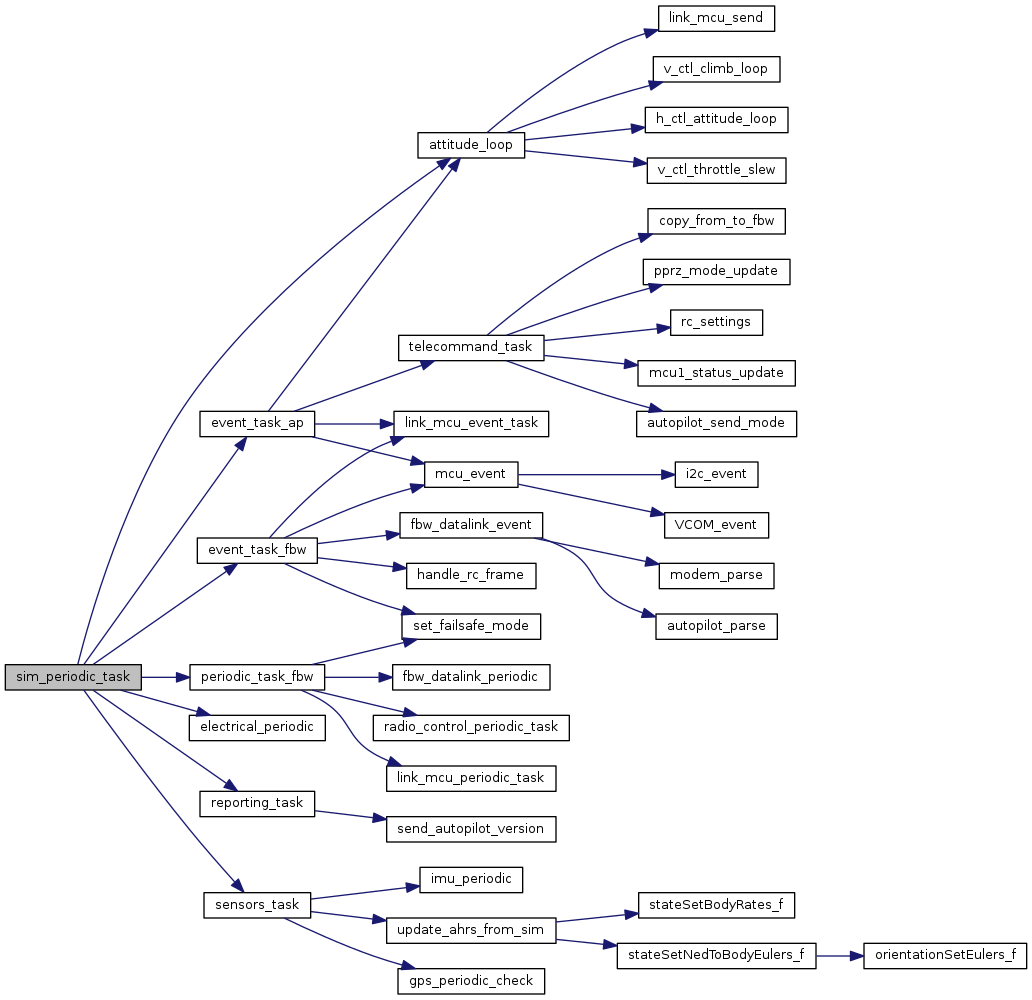 link_mcu_send
v_ctl_climb_loop
h_ctl_attitude_loop
attitude_loop
v_ctl_throttle_slew
copy_from_to_fbw
pprz_mode_update
rc_settings
telecommand_task
mcu1_status_update
event_task_ap
link_mcu_event_task
autopilot_send_mode
mcu_event
i2c_event
fbw_datalink_event
VCOM_event
event_task_fbw
handle_rc_frame
modem_parse
set_failsafe_mode
autopilot_parse
sim_periodic_task
periodic_task_fbw
fbw_datalink_periodic
electrical_periodic
radio_control_periodic_task
link_mcu_periodic_task
reporting_task
send_autopilot_version
imu_periodic
sensors_task
stateSetBodyRates_f
update_ahrs_from_sim
stateSetNedToBodyEulers_f
orientationSetEulers_f
gps_periodic_check